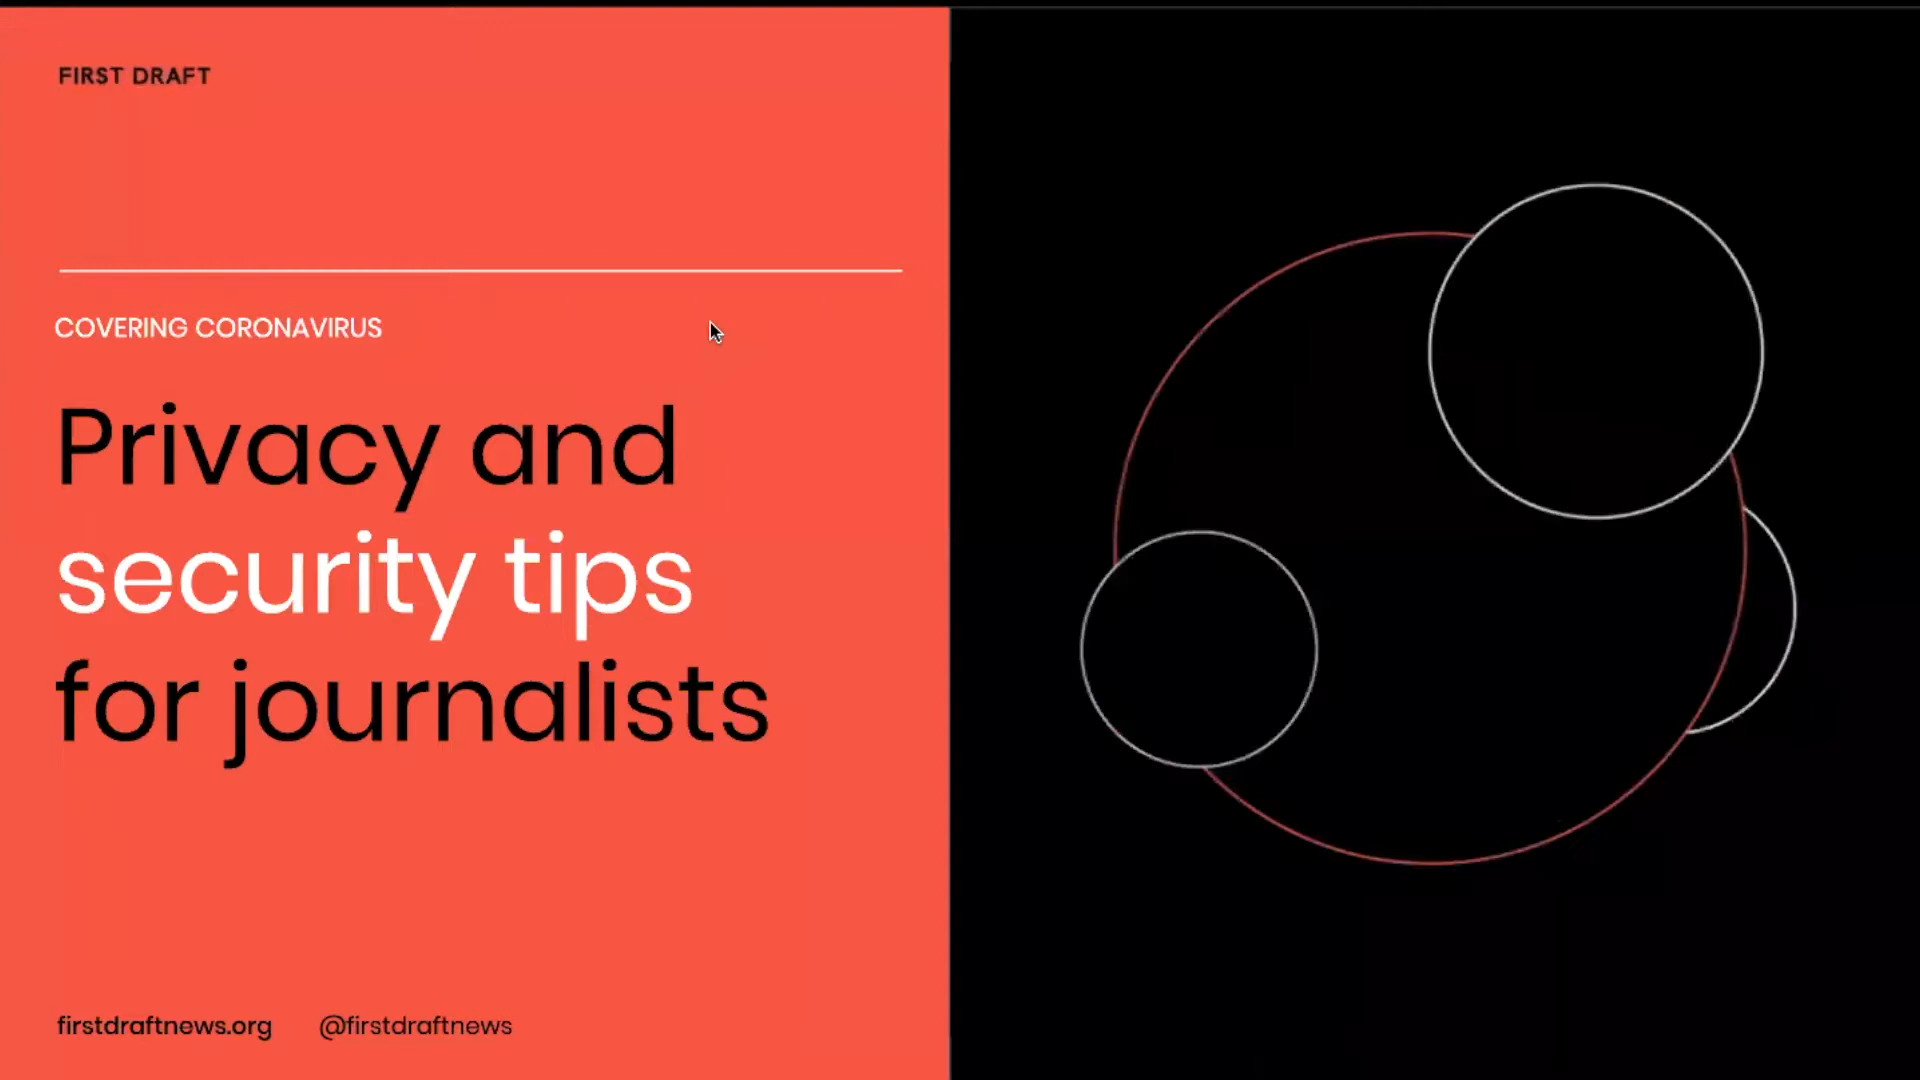 FIRST DRAFT
COVERING CORONAVIRUS
Privacy and
security tips
for journalists
firstdraftnews.org @firstdraftnews